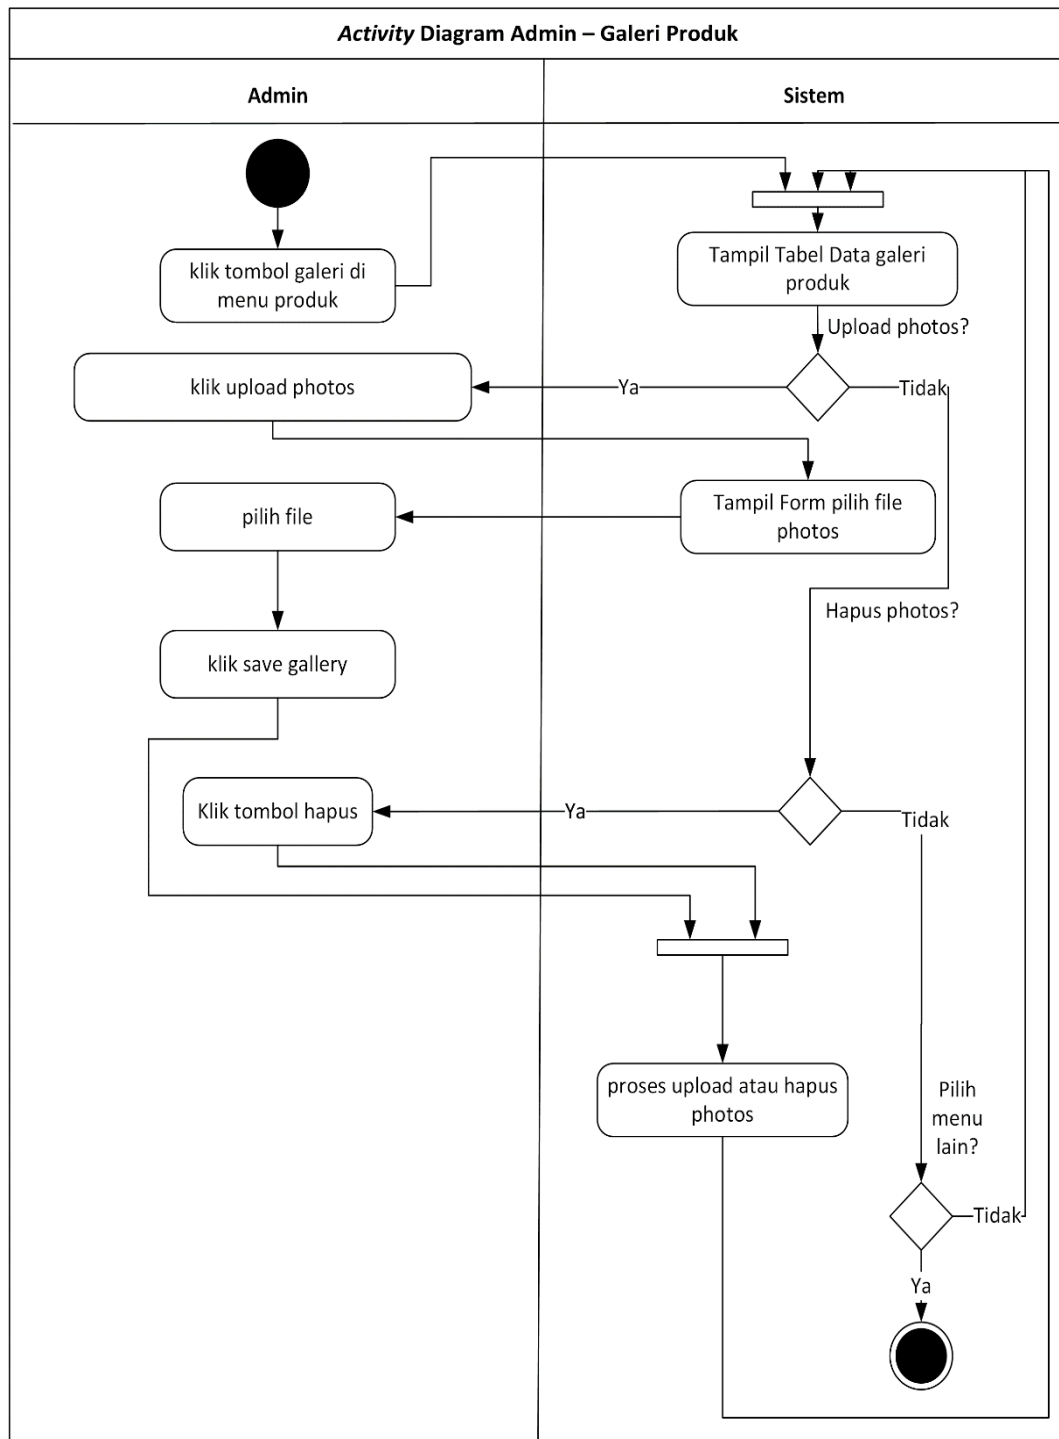 Activity Diagram Admin – Galeri Produk
Admin
Sistem
klik tombol galeri di
menu produk
Tampil Tabel Data galeri
produk
Upload photos?
klik upload photos
Ya
Tidak
pilih file
Tampil Form pilih file
photos
Hapus photos?
klik save gallery
Klik tombol hapus
Ya
Tidak
proses upload atau hapus
photos
Pilih
menu
lain?
Tidak
Ya